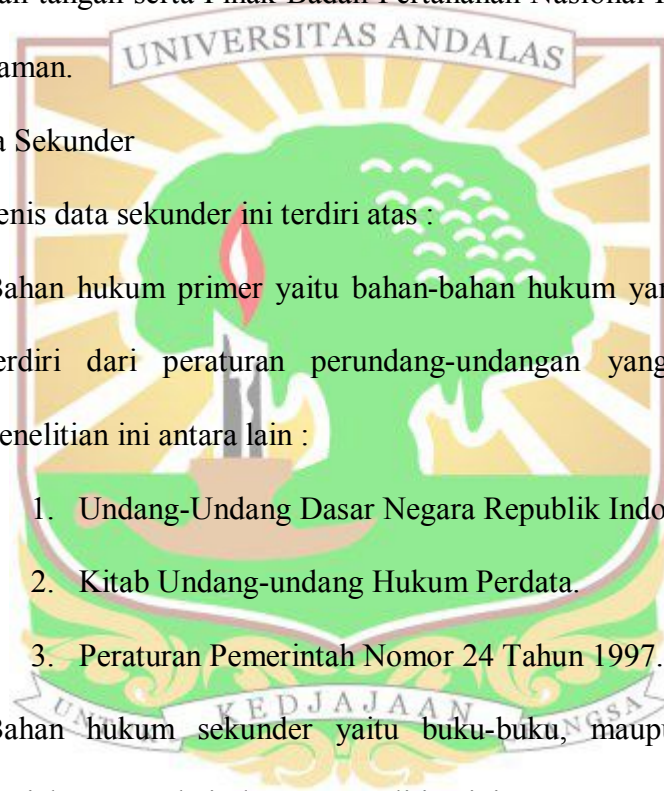 tangan serta Pihak Badan Pertanahan Nasional
UNIVERSITAS ANDALAS
aman.
a Sekunder
enis data sekunder ini terdiri atas :
Bahan hukum primer yaitu bahan-bahan hukum yan
erdiri dari peraturan perundang-undangan yang
enelitian ini antara lain :
1. Undang-Undang Dasar Negara Republik Indo
2. Kitab Undang-undang Hukum Perdata.
3. Peraturan Pemerintah Nomor 24 Tahun 1997.
UNTUK KEDJAJAAN BANGSA
Bahan hukum sekunder yaitu buku-buku, maupu